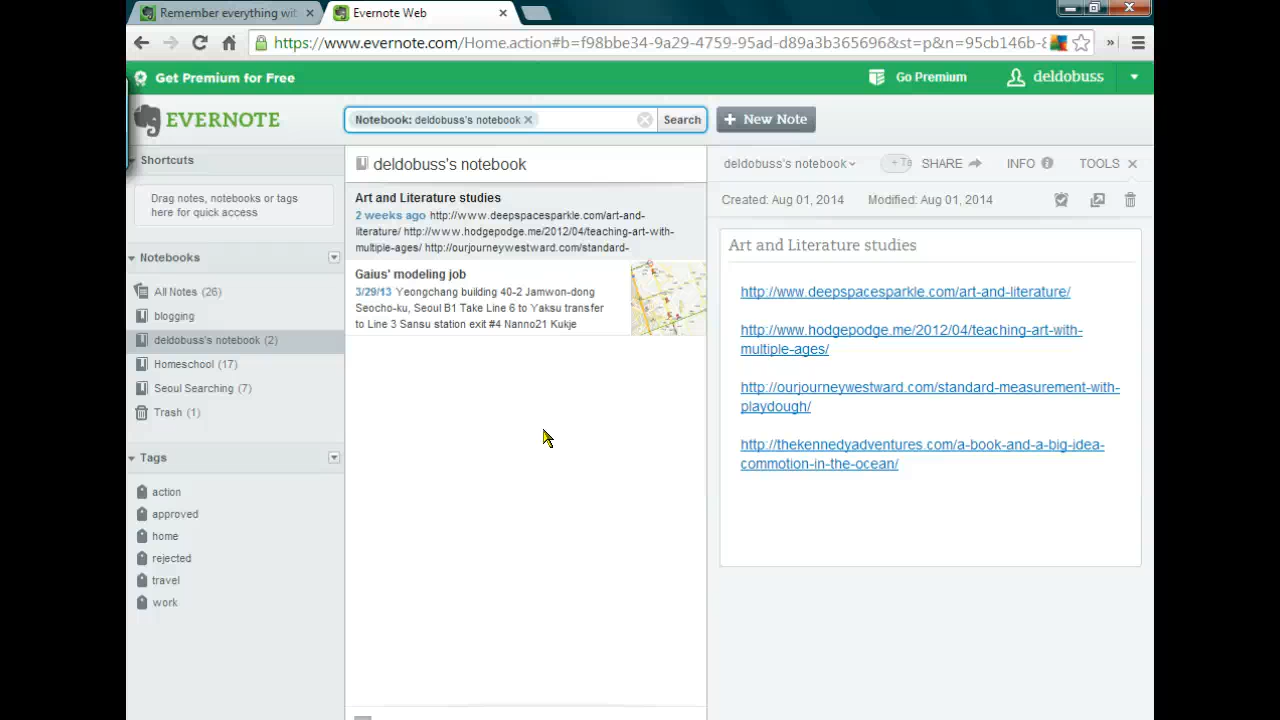 Remember everything wit
Evernote Web
https://www.evernote.com/Home.action#b=f98bbe34-9a29-4759-95ad-d89a3b365696&st=p&n=95cb146b-8
Get Premium for Free
Go Premium
deldobuss
EVERNOTE
Notebook: deldobuss's notebook
Search
+ New Note
Shortcuts
Drag notes, notebooks or tags
here for quick access
Notebooks
All Notes (26)
blogging
deldobuss's notebook (2)
Homeschool (17)
Seoul Searching (7)
Trash (1)
Tags
action
approved
home
rejected
travel
work
deldobuss's notebook
Art and Literature studies
2 weeks ago http://www.deepspacesparkle.com/art-and-
literature/ http://www.hodgepodge.me/2012/04/teaching-art-with-
multiple-ages/ http://ourjourneywestward.com/standard-
Gaius' modeling job
3/29/13 Yeongchang building 40-2 Jamwon-dong
Seocho-ku, Seoul B1 Take Line 6 to Yaksu transfer
to Line 3 Sansu station exit #4 Nanno21 Kukje
deldobuss's notebook
SHARE
INFO
TOOLS
Created: Aug 01, 2014
Modified: Aug 01, 2014
Art and Literature studies
http://www.deepspacesparkle.com/art-and-literature/
http://www.hodgepodge.me/2012/04/teaching-art-with-
multiple-ages/
http://ourjourneywestward.com/standard-measurement-with-
playdough/
http://thekennedyadventures.com/a-book-and-a-big-idea-
commotion-in-the-ocean/